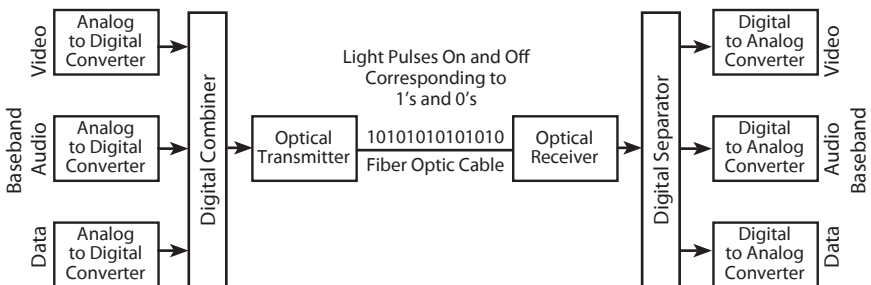 Baseband
Video
Analog
to Digital
Converter
Audio
Analog
to Digital
Converter
Data
Analog
to Digital
Converter
Digital Combiner
Optical
Transmitter
Light Pulses On and Off
Corresponding to
1's and 0's
10101010101010
Fiber Optic Cable
Optical
Receiver
Digital Separator
Digital
to Analog
Converter
Video
Digital
to Analog
Converter
Audio
Digital
to Analog
Converter
Data
Baseband